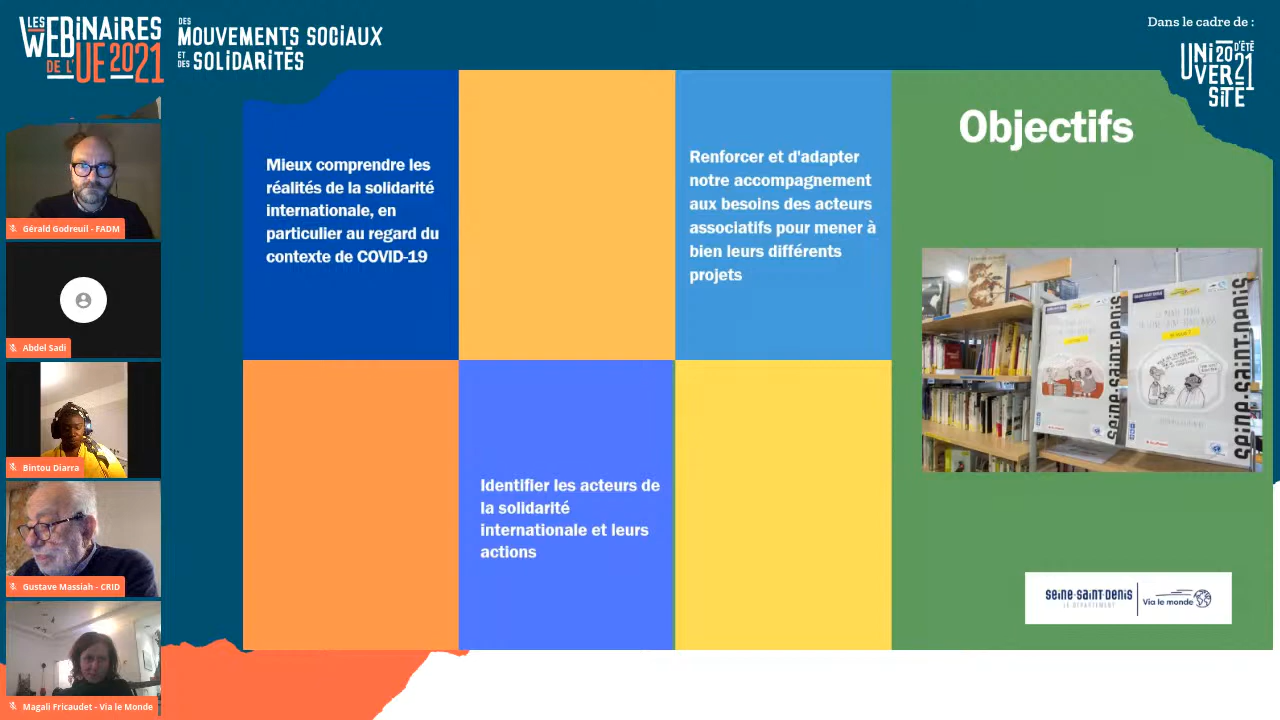 LES
WEBINAIRES
DE L'UE 2021
DES
MOUVEMENTS SOCIAUX
ET DES SOLIDARITÉS
Dans le cadre de :
UNI 20 D'ÉTÉ
VER 21
SITÉ
Gérald Godreuil - FADM
Abdel Sadi
Bintou Diarra
Gustave Massiah - CRID
Magali Fricaudet - Via le Monde
Mieux comprendre les
réalités de la solidarité
internationale, en
particulier au regard du
contexte de COVID-19
Renforcer et d'adapter
notre accompagnement
aux besoins des acteurs
associatifs pour mener à
bien leurs différents
projets
Identifier les acteurs de
la solidarité
internationale et leurs
actions
Objectifs
SEINE-SAINT-DENIS
SEINE-SAINT-DENIS
SEINE-SAINT-DENIS
LE DÉPARTEMENT
Via le monde